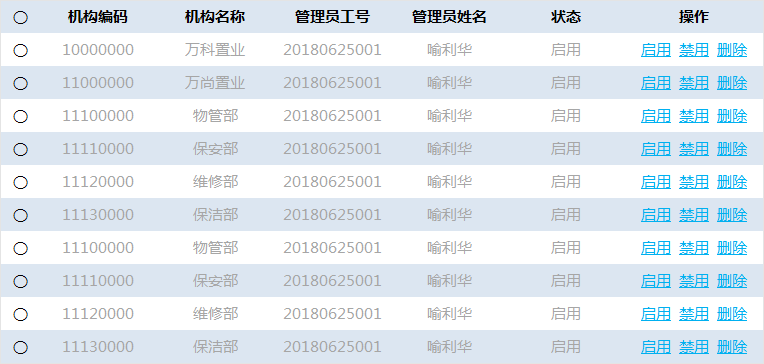 机构编码 机构名称 管理员工号 管理员姓名 状态 操作
10000000 万科置业 20180625001 喻利华 启用 启用 禁用 删除
11000000 万尚置业 20180625001 喻利华 启用 启用 禁用 删除
11100000 物管部 20180625001 喻利华 启用 启用 禁用 删除
11110000 保安部 20180625001 喻利华 启用 启用 禁用 删除
11120000 维修部 20180625001 喻利华 启用 启用 禁用 删除
11130000 保洁部 20180625001 喻利华 启用 启用 禁用 删除
11100000 物管部 20180625001 喻利华 启用 启用 禁用 删除
11110000 保安部 20180625001 喻利华 启用 启用 禁用 删除
11120000 维修部 20180625001 喻利华 启用 启用 禁用 删除
11130000 保洁部 20180625001 喻利华 启用 启用 禁用 删除